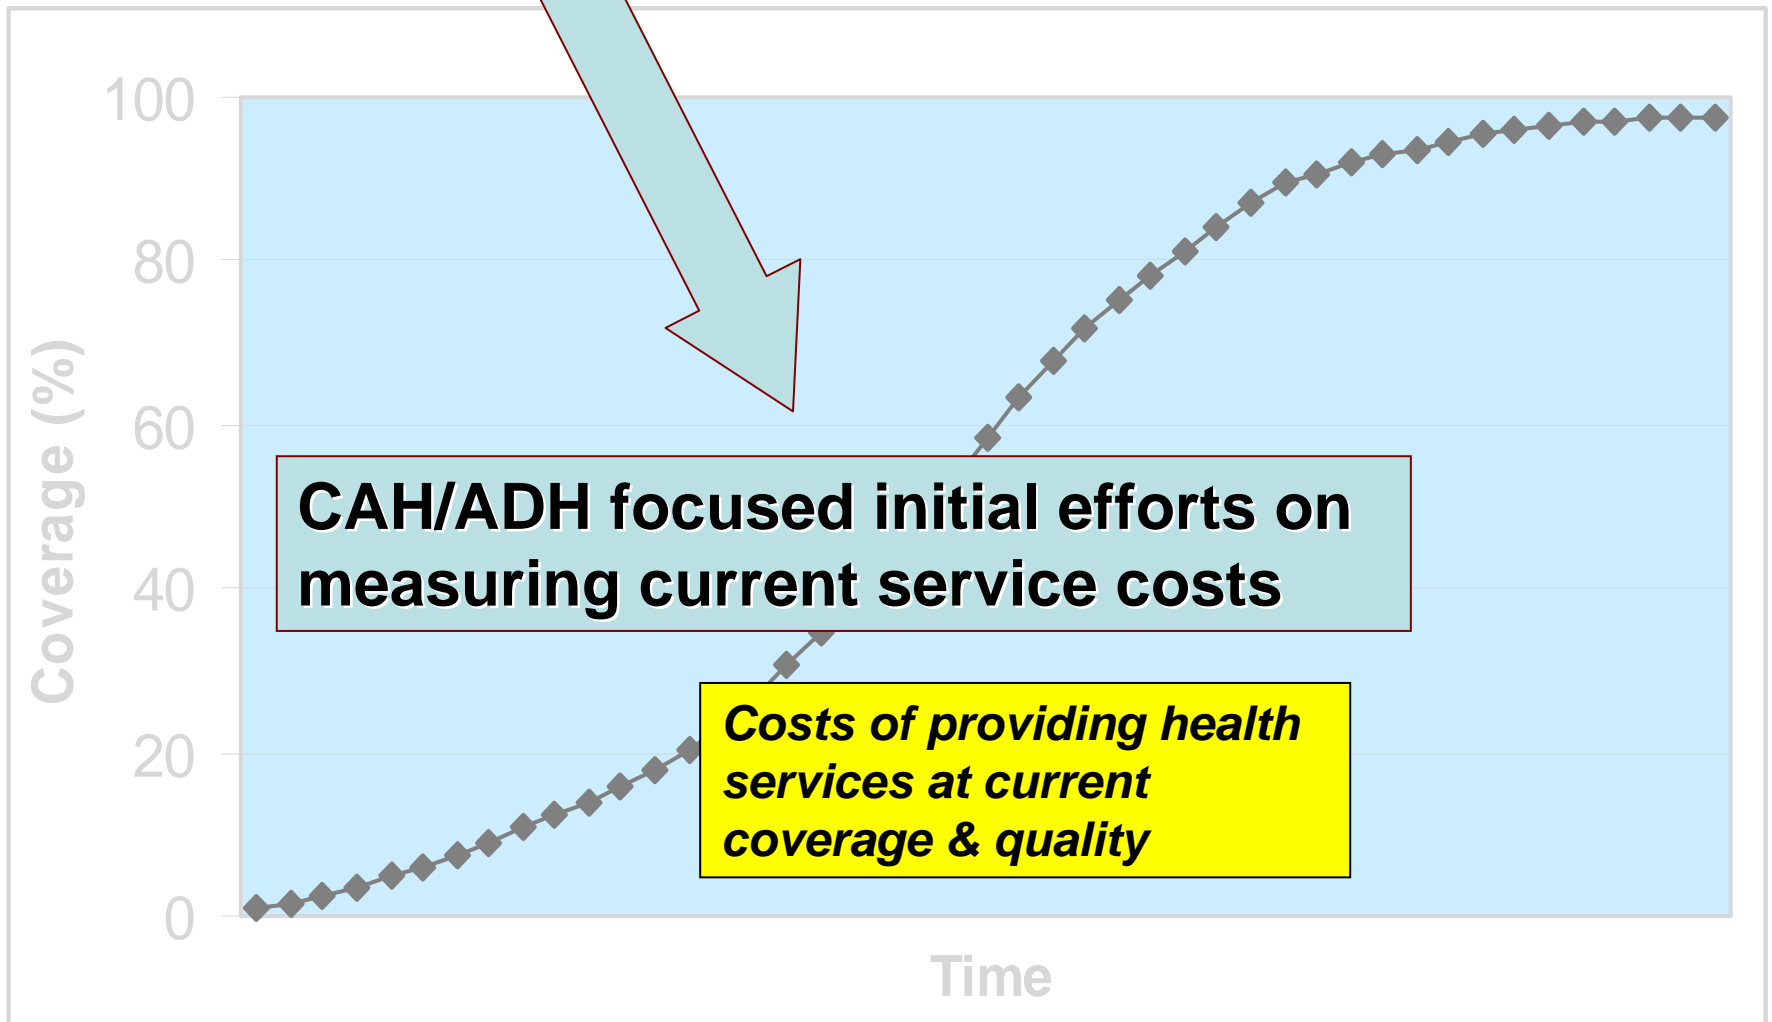 100
80
60
40
20
0
Coverage (%)
CAH/ADH focused initial efforts on
measuring current service costs
Costs of providing health
services at current
coverage & quality
Time